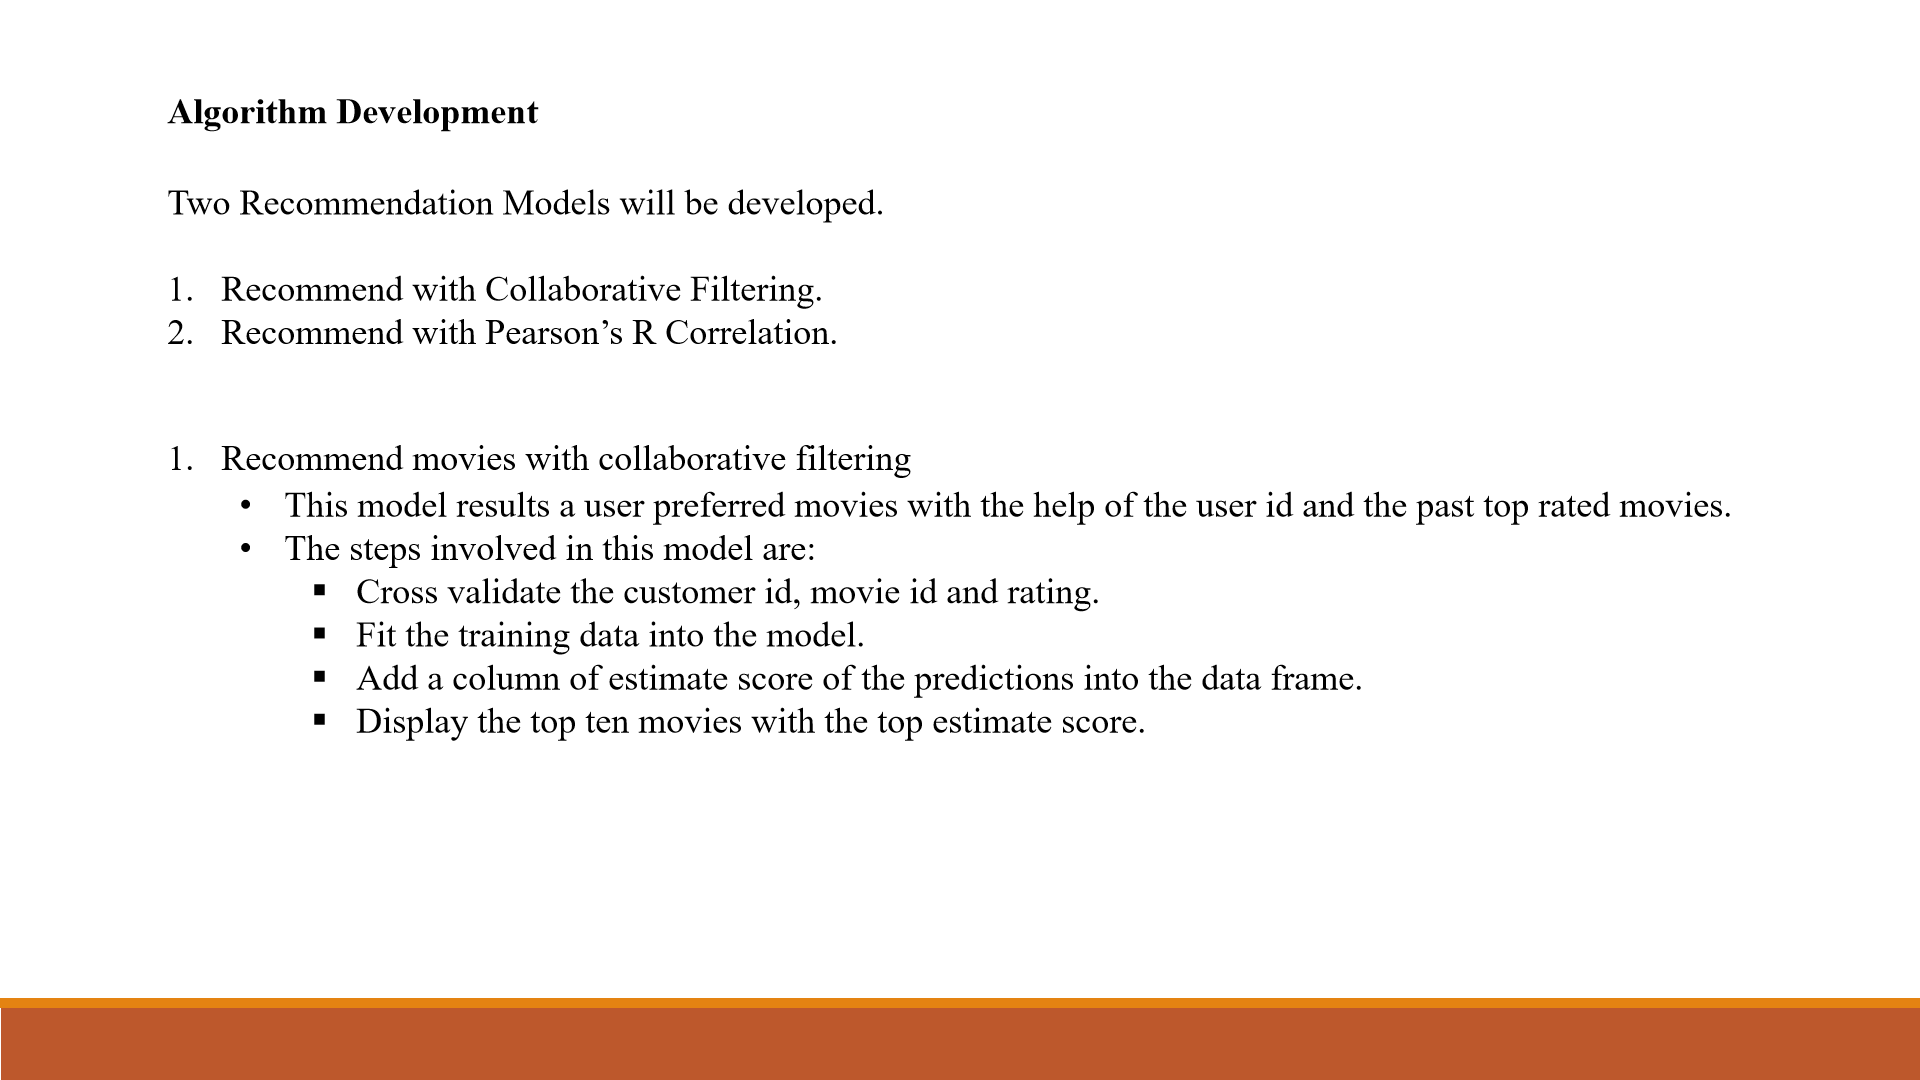 Algorithm Development
Two Recommendation Models will be developed.
1. Recommend with Collaborative Filtering.
2. Recommend with Pearson’s R Correlation.
1. Recommend movies with collaborative filtering
• This model results a user preferred movies with the help of the user id and the past top rated movies.
• The steps involved in this model are:
▪ Cross validate the customer id, movie id and rating.
▪ Fit the training data into the model.
▪ Add a column of estimate score of the predictions into the data frame.
▪ Display the top ten movies with the top estimate score.